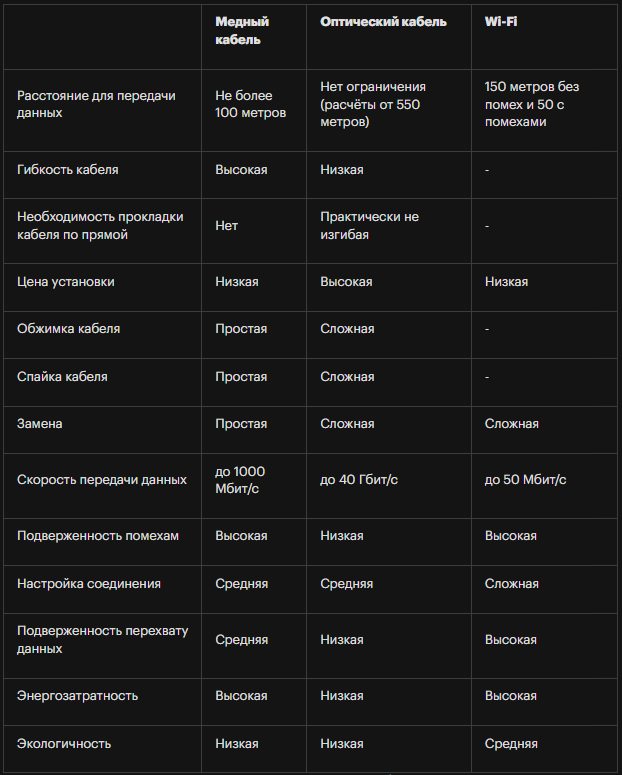 Медный кабель
Оптический кабель
Wi-Fi
Расстояние для передачи данных
Не более 100 метров
Нет ограничения (расчёты от 550 метров)
150 метров без помех и 50 с помехами
Гибкость кабеля
Высокая
Низкая
-
Необходимость прокладки кабеля по прямой
Нет
Практически не изгибая
-
Цена установки
Низкая
Высокая
Низкая
Обжимка кабеля
Простая
Сложная
-
Спайка кабеля
Простая
Сложная
-
Замена
Простая
Сложная
Сложная
Скорость передачи данных
до 1000 Мбит/с
до 40 Гбит/с
до 50 Мбит/с
Подверженность помехам
Высокая
Низкая
Высокая
Настройка соединения
Средняя
Средняя
Сложная
Подверженность перехвату данных
Средняя
Низкая
Высокая
Энергозатратность
Высокая
Низкая
Высокая
Экологичность
Низкая
Низкая
Средняя